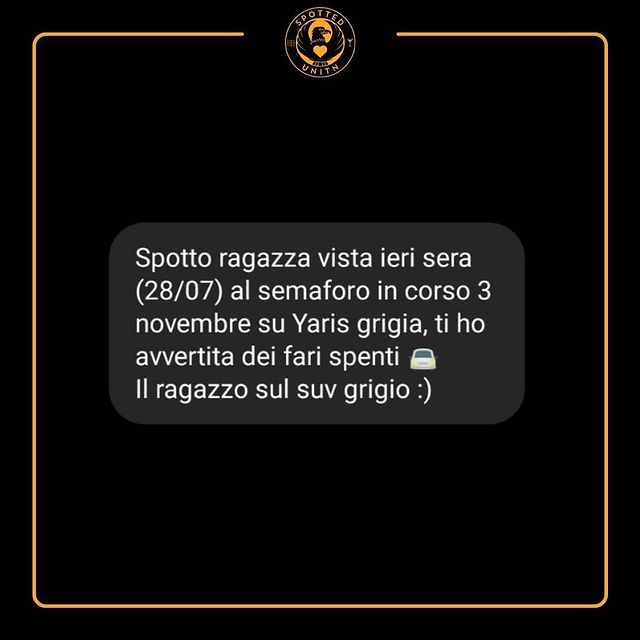 SPOTTED
UNITN
Spotto ragazza vista ieri sera
(28/07) al semaforo in corso 3
novembre su Yaris grigia, ti ho
avvertita dei fari spenti 🚘
Il ragazzo sul suv grigio :)